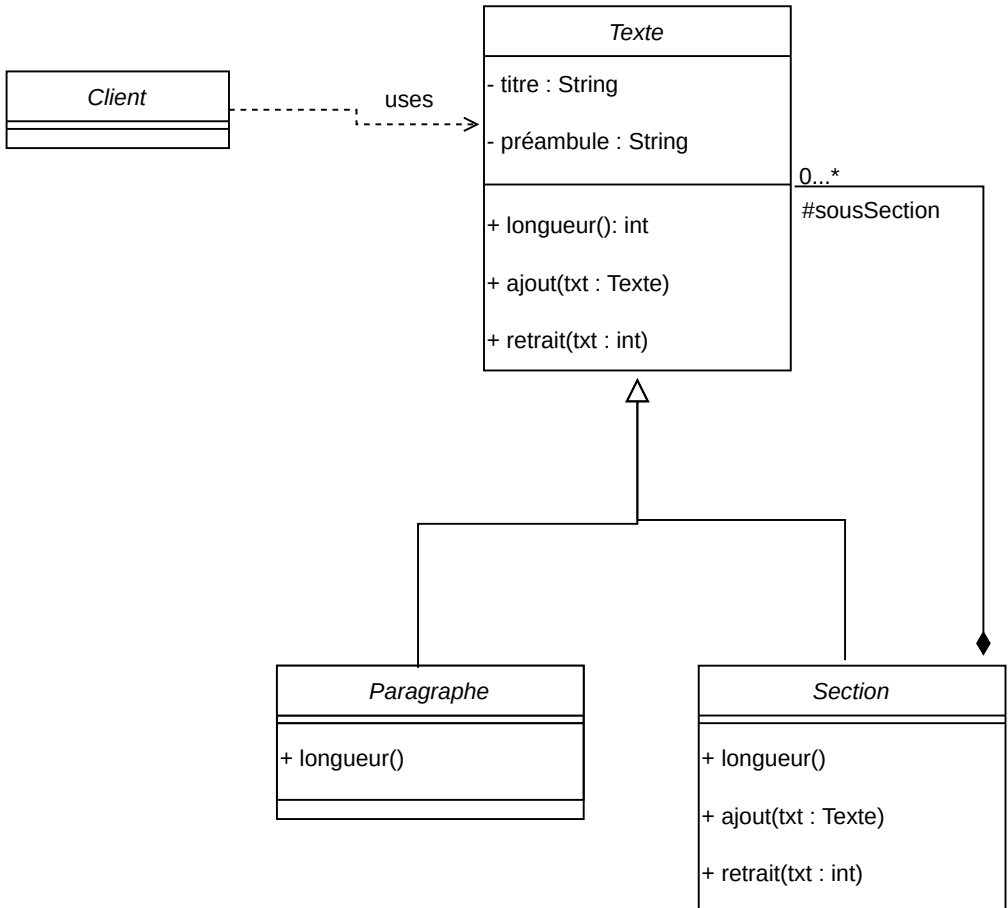 Texte
- titre : String
- préambule : String
+ longueur(): int
+ ajout(txt : Texte)
+ retrait(txt : int)
Client
uses
0...*
#sousSection
Paragraphe
+ longueur()
Section
+ longueur()
+ ajout(txt : Texte)
+ retrait(txt : int)